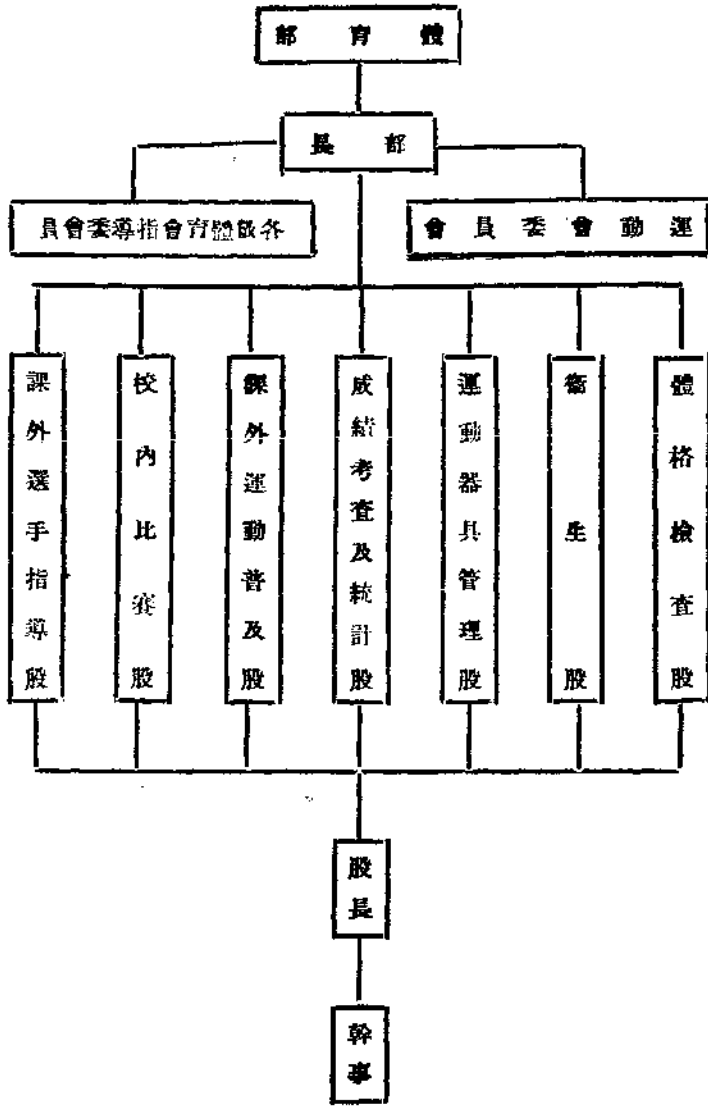 體育部
部長
運動會委員會
各級體育會指導委會員
體格檢查股
衞生股
運動器具管理股
成績考查及統計股
課外運動普及股
校內比賽股
課外選手指導股
股長
幹事